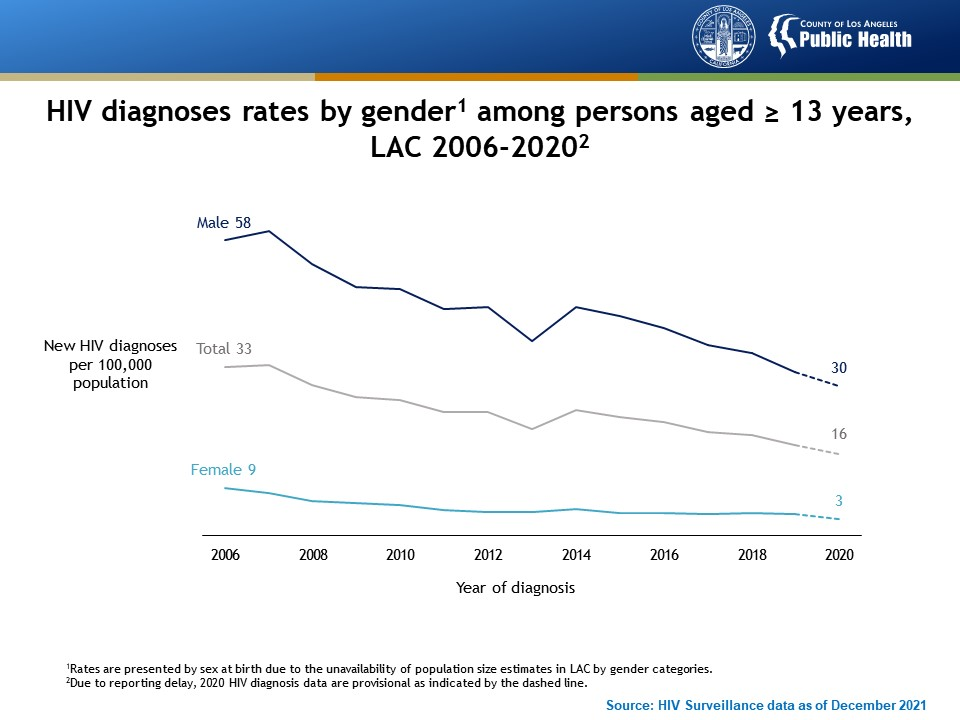 COUNTY OF LOS ANGELES
Public Health
HIV diagnoses rates by gender¹ among persons aged ≥ 13 years,
LAC 2006-2020²
Male 58
New HIV diagnoses
per 100,000
population
Total 33
30
16
Female 9
3
2006 2008 2010 2012 2014 2016 2018 2020
Year of diagnosis
¹Rates are presented by sex at birth due to the unavailability of population size estimates in LAC by gender categories.
²Due to reporting delay, 2020 HIV diagnosis data are provisional as indicated by the dashed line.
Source: HIV Surveillance data as of December 2021